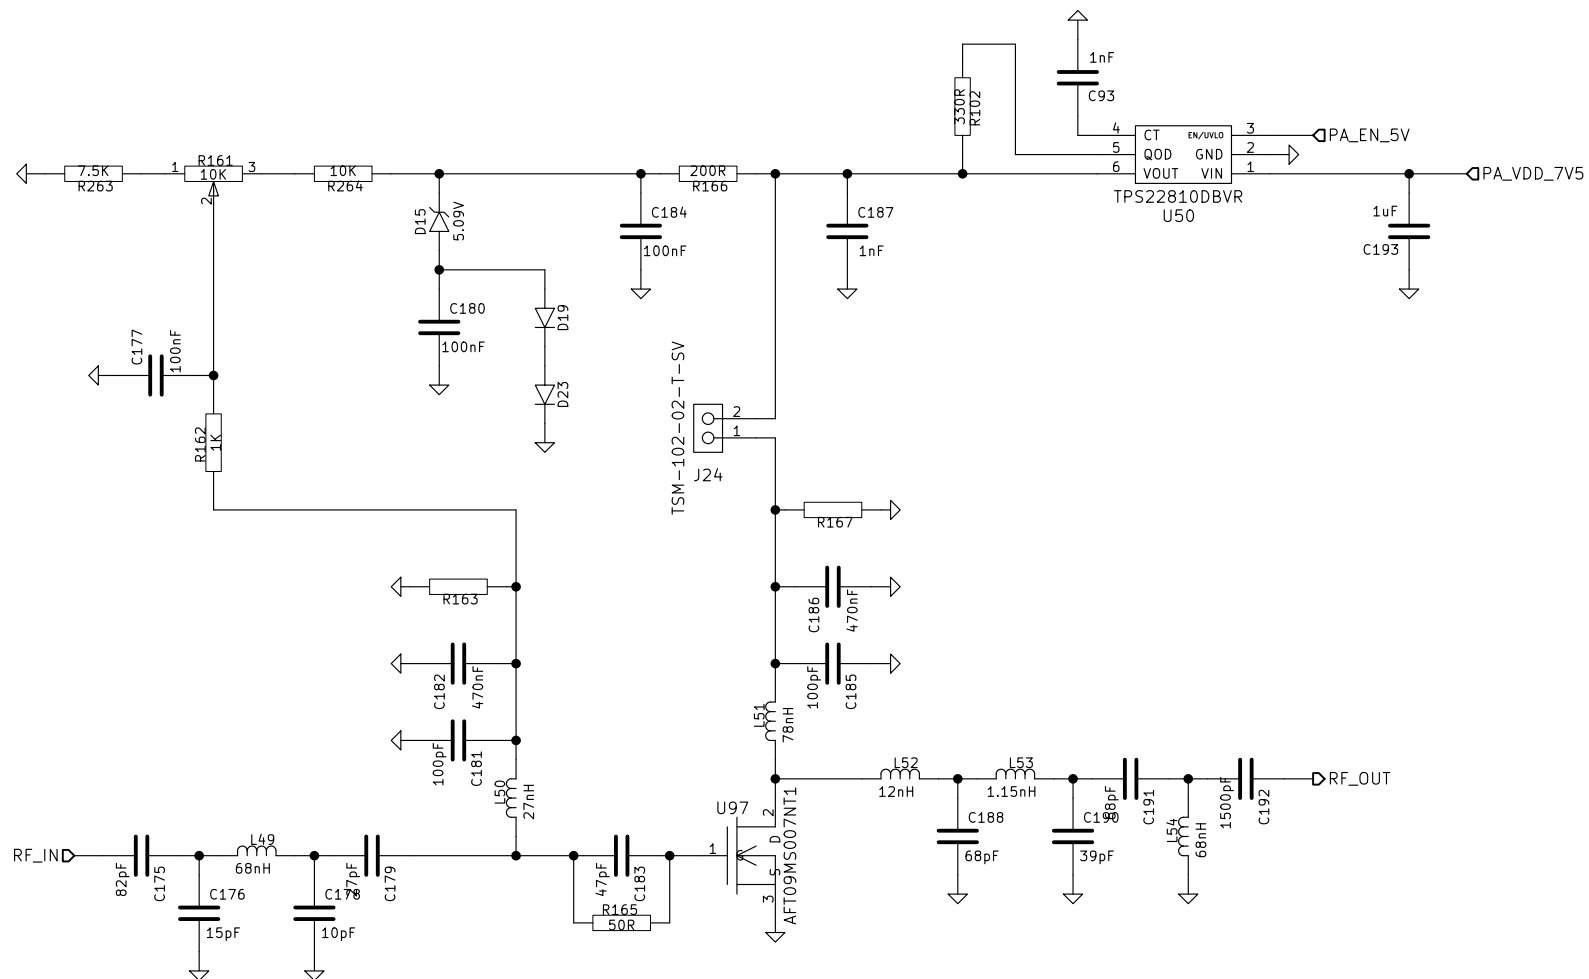 1nF
C93
330R
R102
4 CT EN/UVLO 3
PA_EN_5V
5 QOD GND 2
6 VOUT VIN 1
PA_VDD_7V5
TPS22810DBVR
U50
1uF
C193
7.5K
R263
1 R161 3
10K
2
10K
R264
200R
R166
D15
5.09V
C184
100nF
C187
1nF
C180
100nF
D19
D23
C177
100nF
R162
1K
TSM-102-02-T-SV
2
1
J24
R167
R163
C186
470nF
C182
470nF
100pF
C185
100pF
C181
L51
78nH
L50
27nH
L52
12nH
L53
1.15nH
C191
1500pF
C192
RF_OUT
U97
AFT09MS007NT1
2
D
1
G
S
3
C188
68pF
C190
39pF
L54
68nH
RF_IN
82pF
C175
L49
68nH
C179
47pF
C183
C176
15pF
C178
10pF
R165
50R